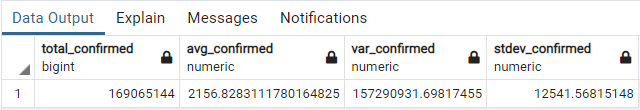 Data Output Explain Messages Notifications
total_confirmed avg_confirmed var_confirmed stdev_confirmed
bigint numeric numeric numeric
1 169065144 2156.8283111780164825 157290931.69817455 12541.56815148